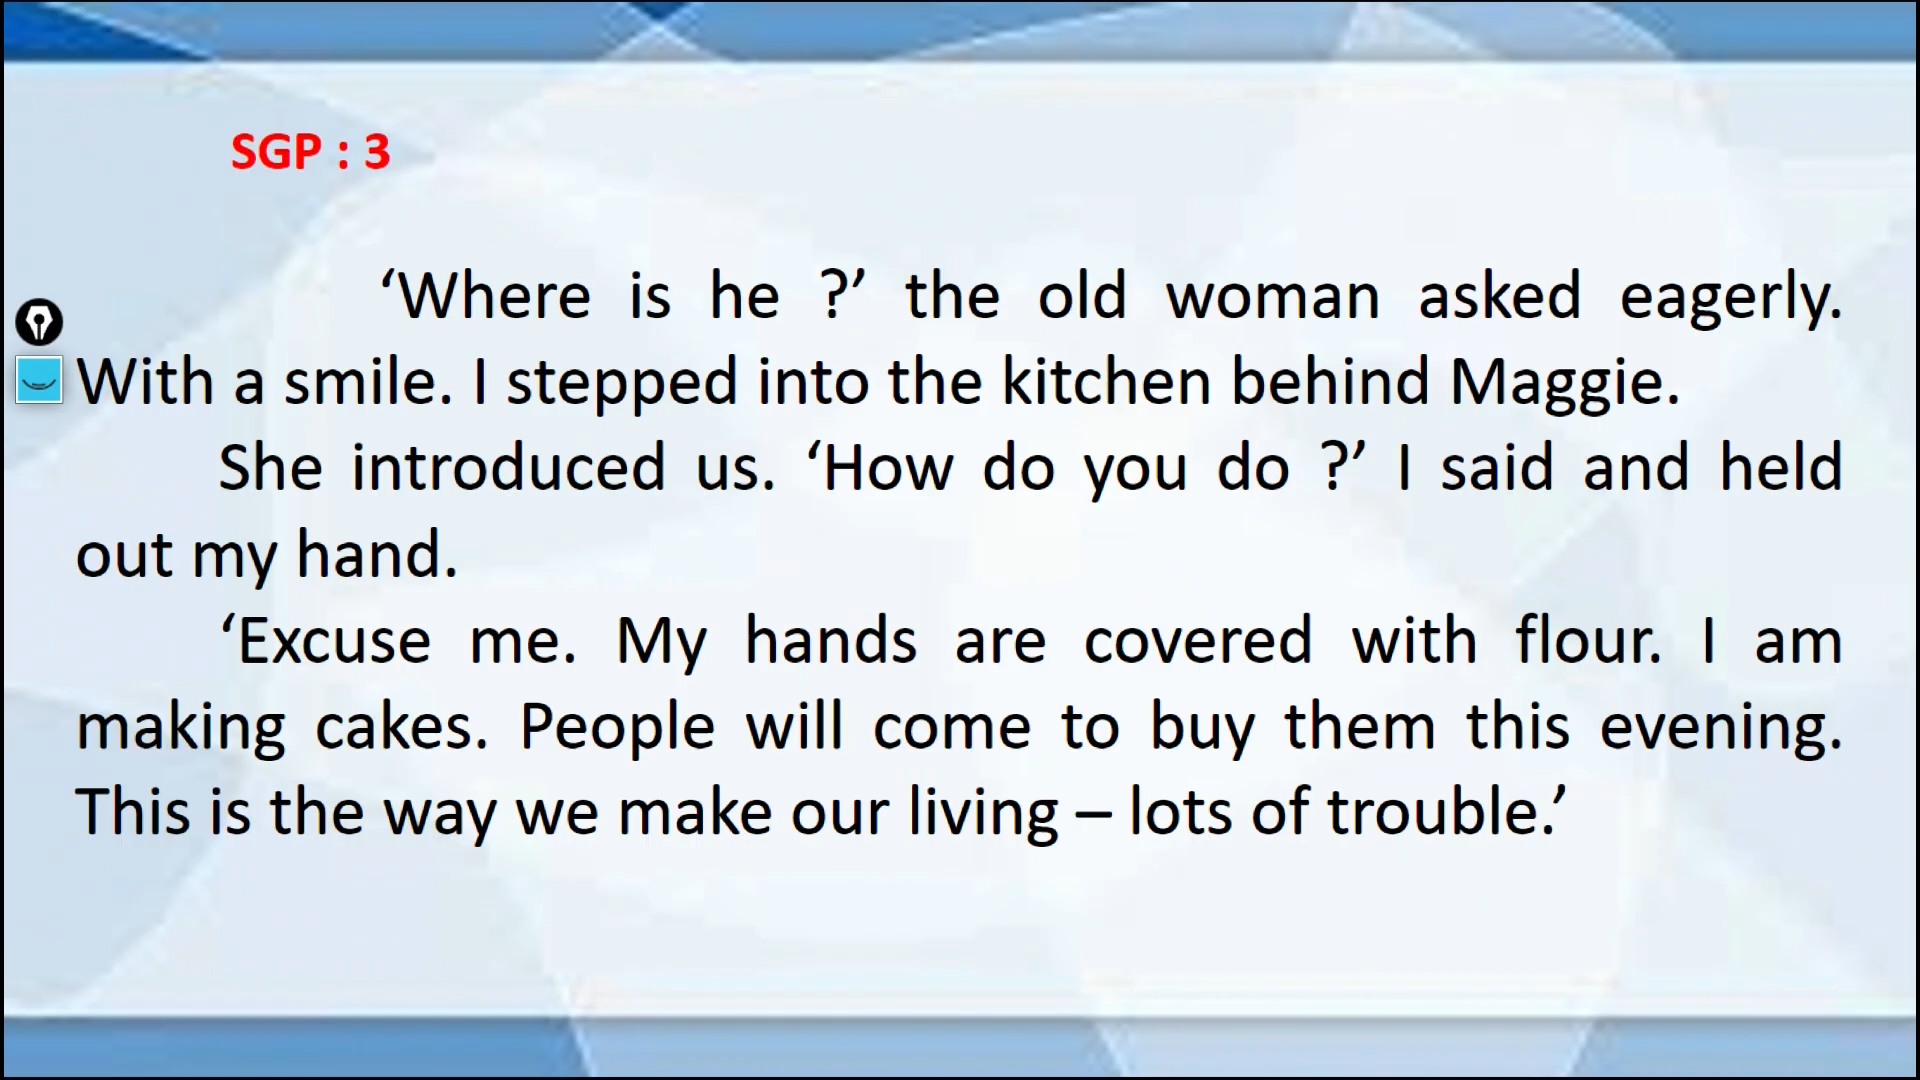 SGP : 3
‘Where is he ?’ the old woman asked eagerly.
With a smile. I stepped into the kitchen behind Maggie.
She introduced us. ‘How do you do ?’ I said and held
out my hand.
‘Excuse me. My hands are covered with flour. I am
making cakes. People will come to buy them this evening.
This is the way we make our living – lots of trouble.’